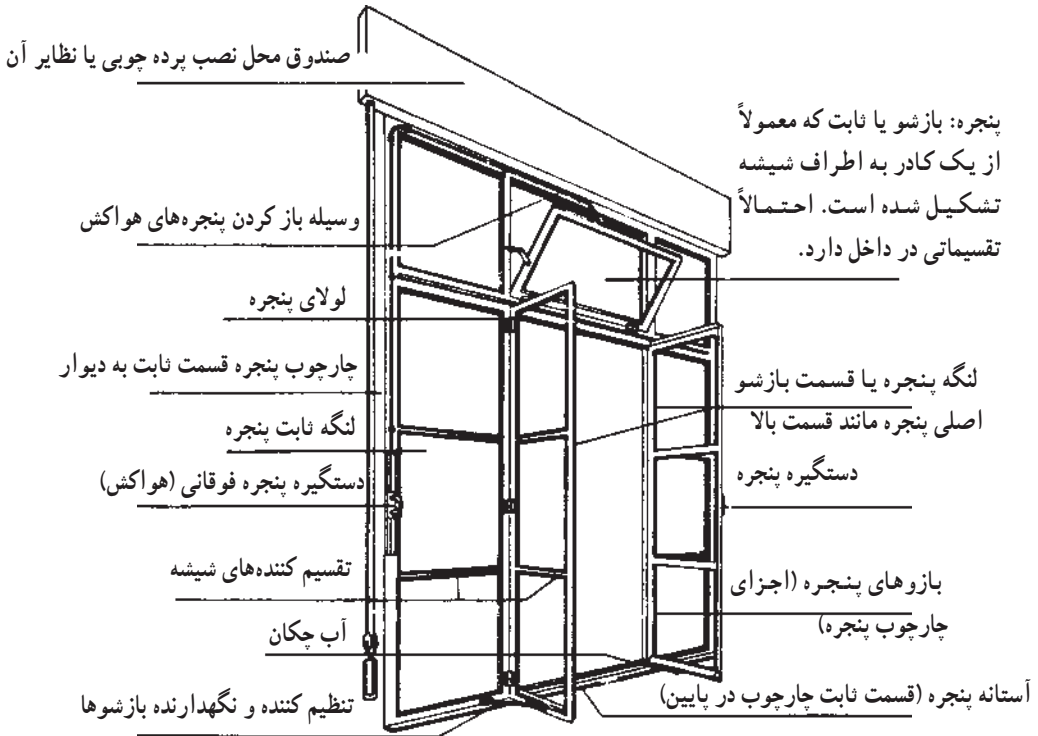 صندوق محل نصب پرده چوبی یا نظایر آن
پنجره: بازشو یا ثابت که معمولاً
از یک کادر به اطراف شیشه
تشکیل شده است. احتمالاً
تقسیماتی در داخل دارد.
وسیله باز کردن پنجره‌های هواکش
لولای پنجره
چارچوب پنجره قسمت ثابت به دیوار
لنگه پنجره یا قسمت بازشو
اصلی پنجره مانند قسمت بالا
لنگه ثابت پنجره
دستگیره پنجره
دستگیره پنجره فوقانی (هواکش)
تقسیم کننده‌های شیشه
بازوهای پنجره (اجزای
چارچوب پنجره)
آب چکان
آستانه پنجره (قسمت ثابت چارچوب در پایین)
تنظیم کننده و نگهدارنده بازشوها